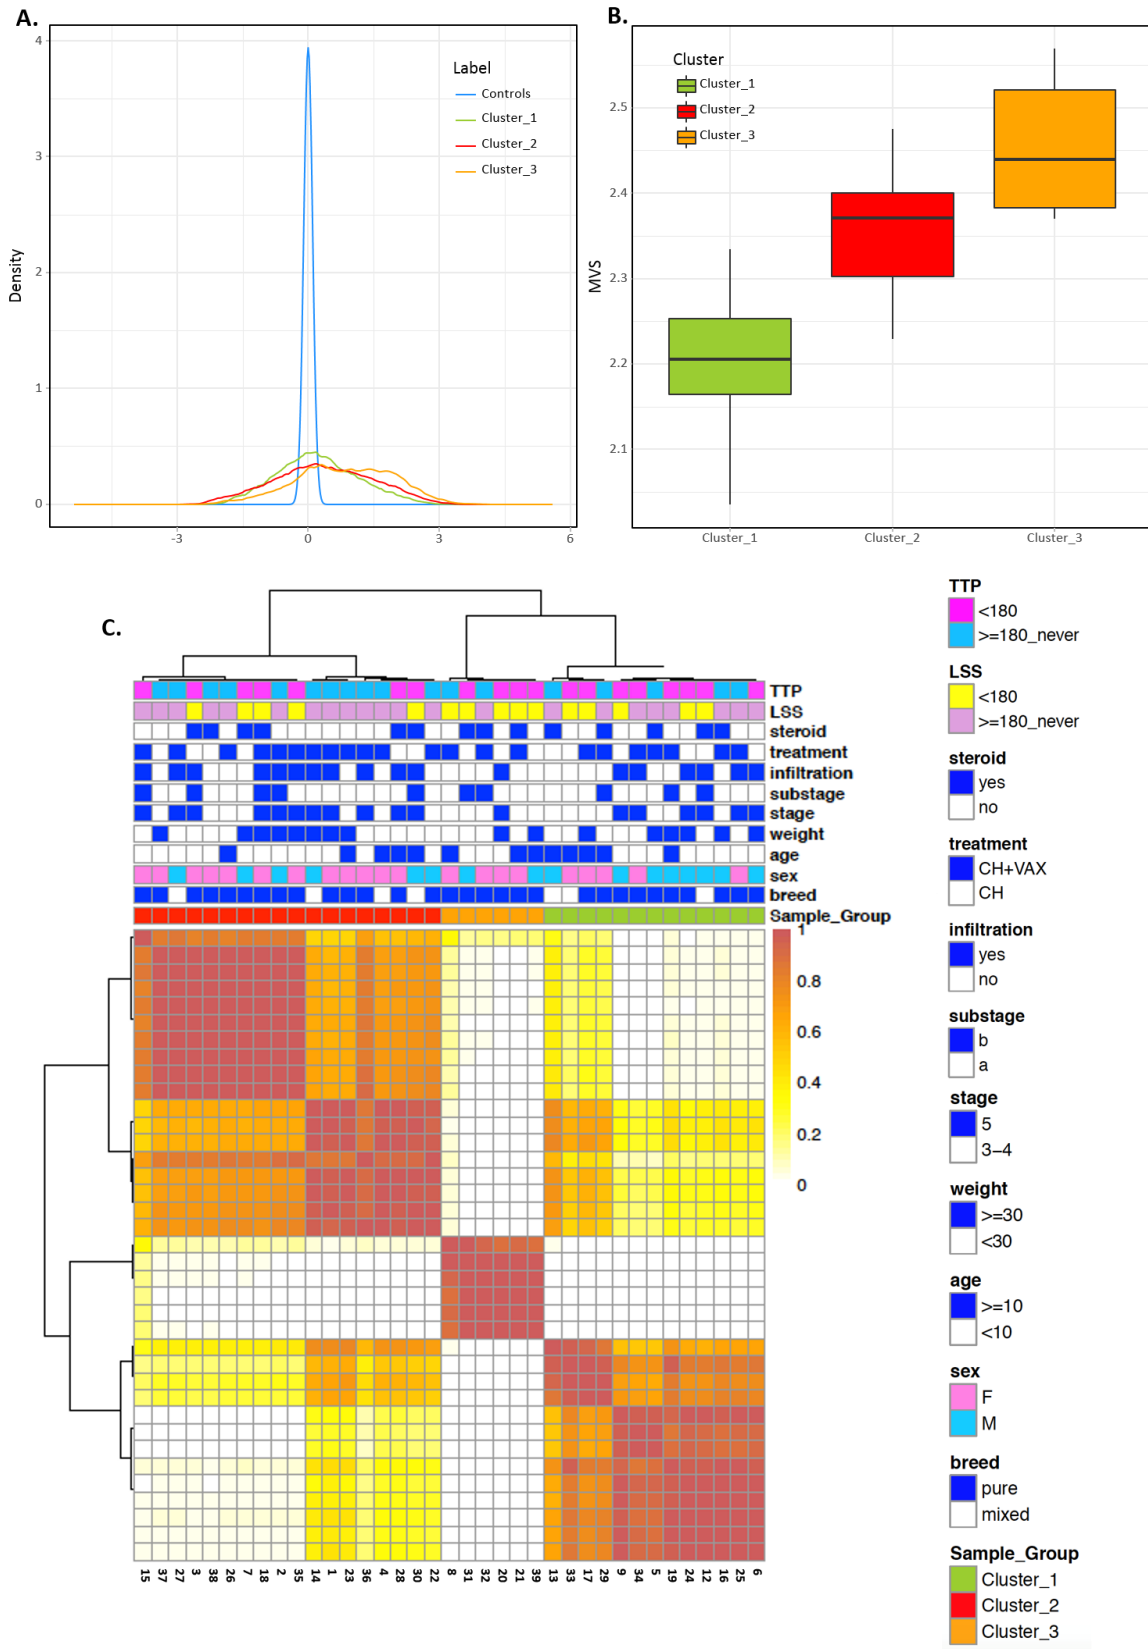 A.
4
3
2
1
0
Density
-3 0 3 6
Label
Controls
Cluster_1
Cluster_2
Cluster_3
B.
Cluster
Cluster_1
Cluster_2
Cluster_3
MVS
2.5
2.4
2.3
2.2
2.1
Cluster_1 Cluster_2 Cluster_3
C.
TTP
LSS
steroid
treatment
infiltration
substage
stage
weight
age
sex
breed
Sample_Group
1
0.8
0.6
0.4
0.2
0
15 37 27 3 38 26 7 18 2 35 14 1 23 36 4 28 30 22 8 31 32 20 21 39 13 33 17 29 9 34 5 19 24 12 16 25 6
TTP
<180
>=180_never
LSS
<180
>=180_never
steroid
yes
no
treatment
CH+VAX
CH
infiltration
yes
no
substage
b
a
stage
5
3-4
weight
>=30
<30
age
>=10
<10
sex
F
M
breed
pure
mixed
Sample_Group
Cluster_1
Cluster_2
Cluster_3